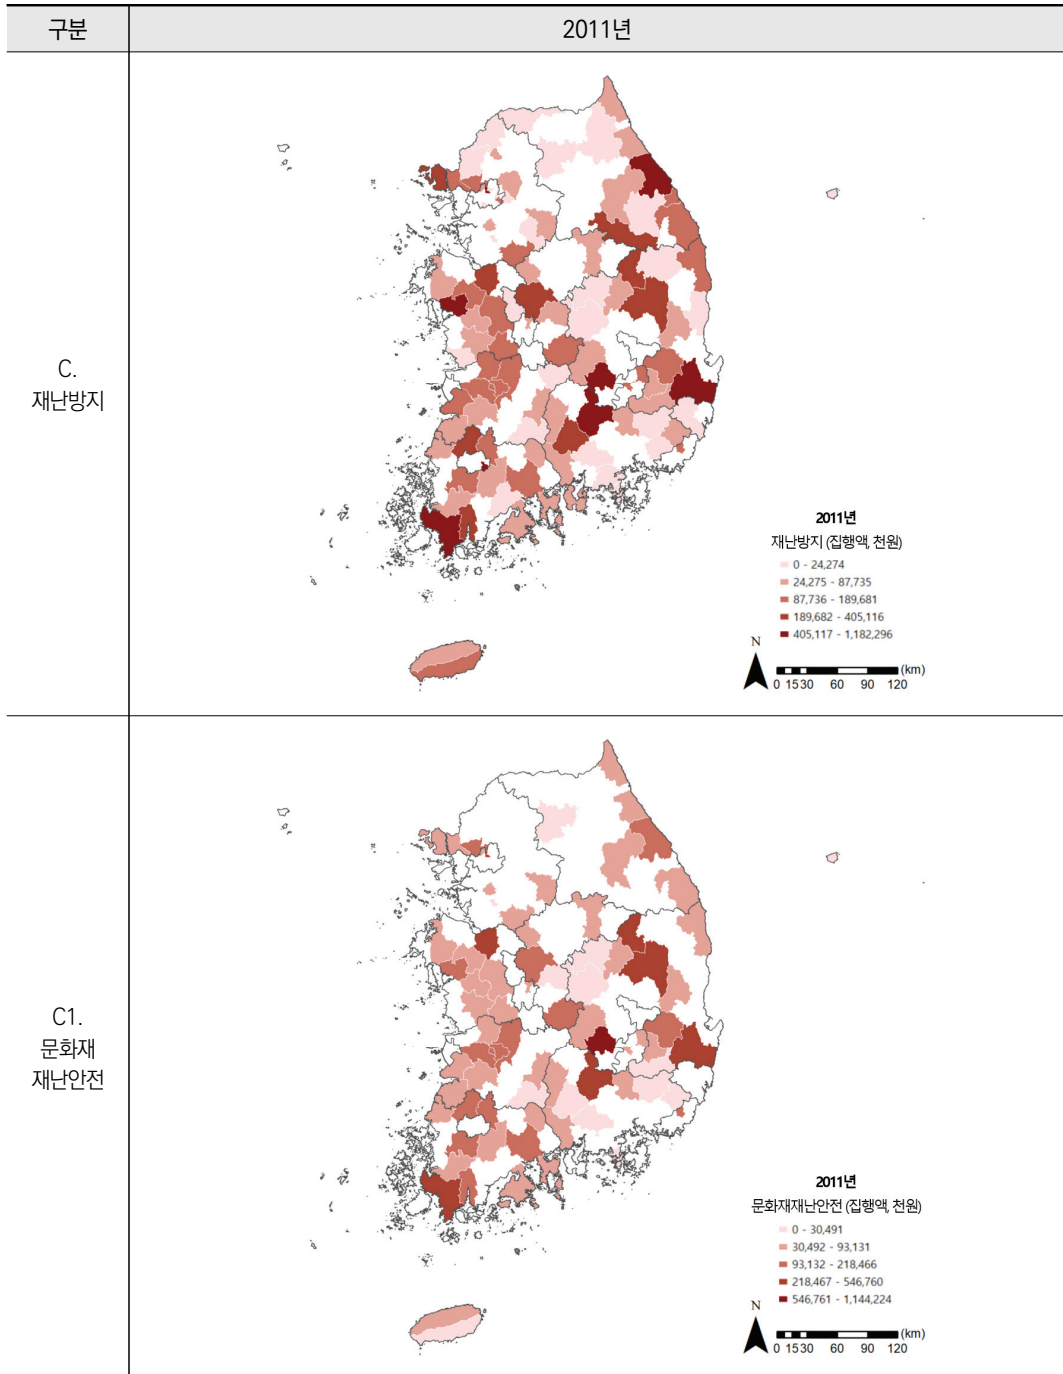 구분
2011년
C.
재난방지
2011년
재난방지 (집행액, 천원)
0 - 24,274
24,275 - 87,735
87,736 - 189,681
189,682 - 405,116
405,117 - 1,182,296
N
(km)
0 15 30 60 90 120
C1.
문화재
재난안전
2011년
문화재재난안전 (집행액, 천원)
0 - 30,491
30,492 - 93,131
93,132 - 218,466
218,467 - 546,760
546,761 - 1,144,224
N
(km)
0 15 30 60 90 120